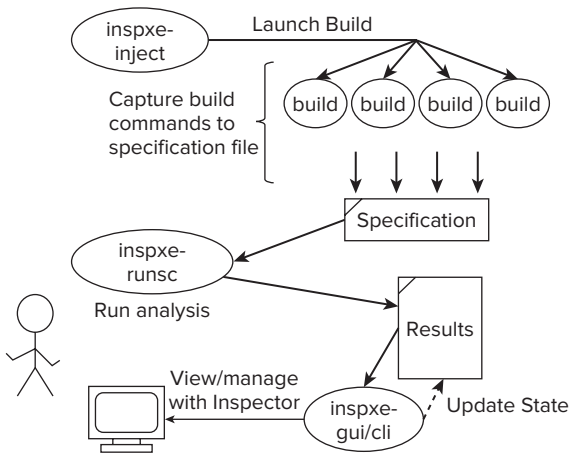 inspxe-
inject
Launch Build
Capture build
commands to
specification file
build
build
build
build
Specification
inspxe-
runsc
Run analysis
Results
View/manage
with Inspector
inspxe-
gui/cli
Update State